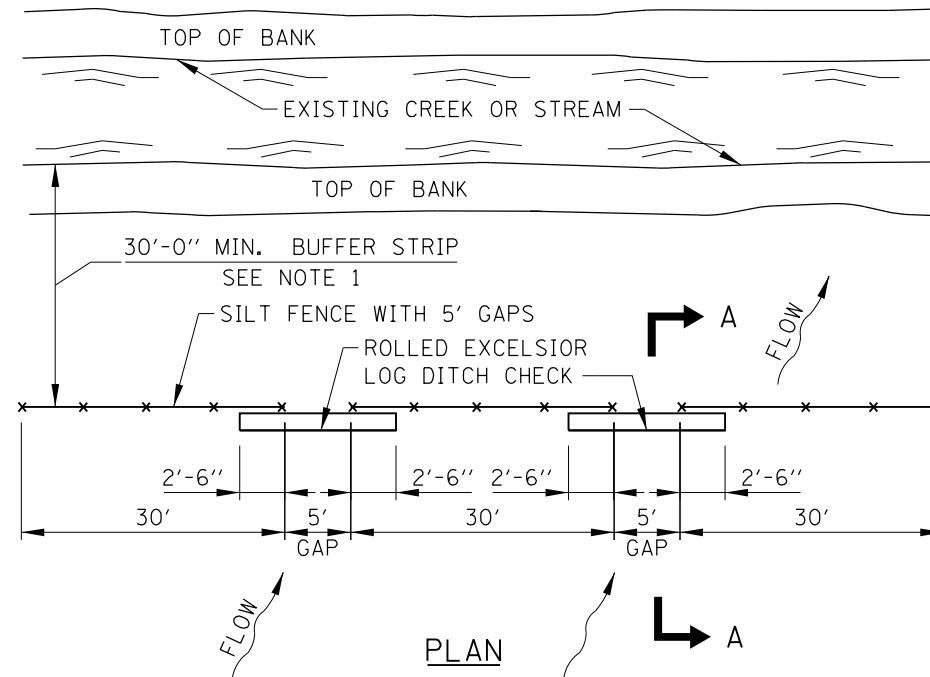 TOP OF BANK
EXISTING CREEK OR STREAM
TOP OF BANK
30'-0'' MIN. BUFFER STRIP
SEE NOTE 1
SILT FENCE WITH 5' GAPS
A
FLOW
ROLLED EXCELSIOR
LOG DITCH CHECK
2'-6'' 2'-6'' 2'-6'' 2'-6''
30' 5' 30' 5' 30'
GAP GAP
FLOW
A
PLAN